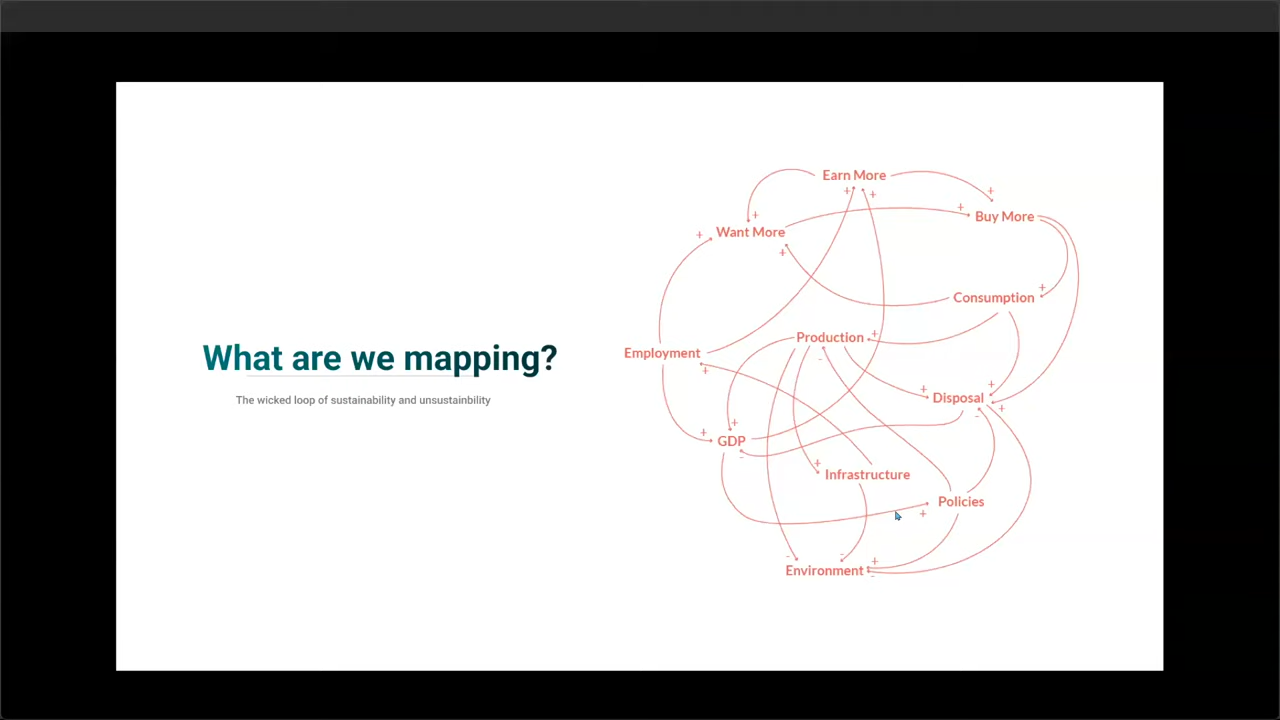 What are we mapping?
The wicked loop of sustainability and unsustainbility
Earn More
Buy More
Want More
Consumption
Production
Employment
Disposal
GDP
Infrastructure
Policies
Environment